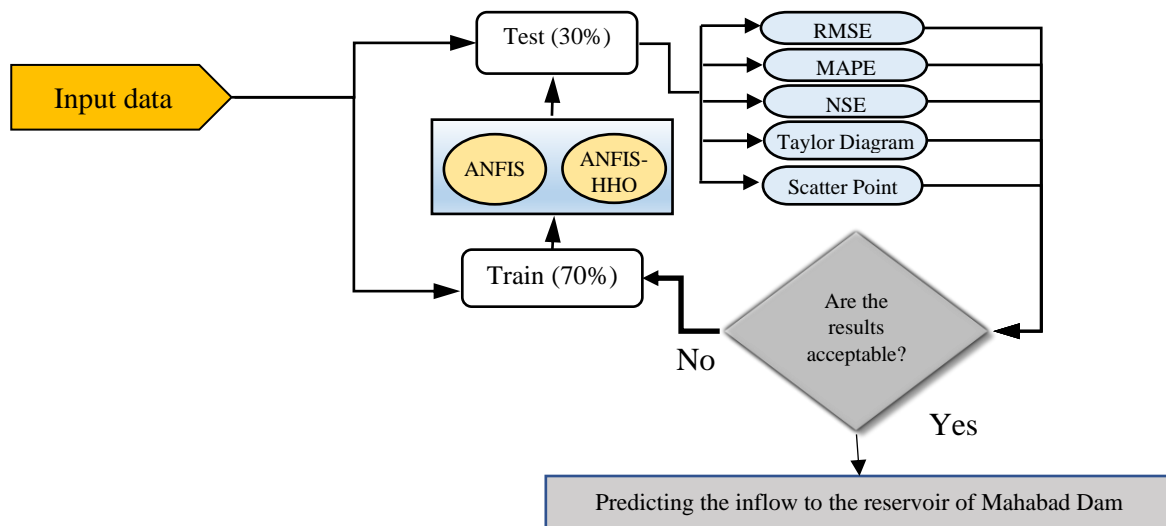 Input data
Test (30%)
ANFIS
ANFIS-
HHO
Train (70%)
RMSE
MAPE
NSE
Taylor Diagram
Scatter Point
Are the
results
acceptable?
No
Yes
Predicting the inflow to the reservoir of Mahabad Dam